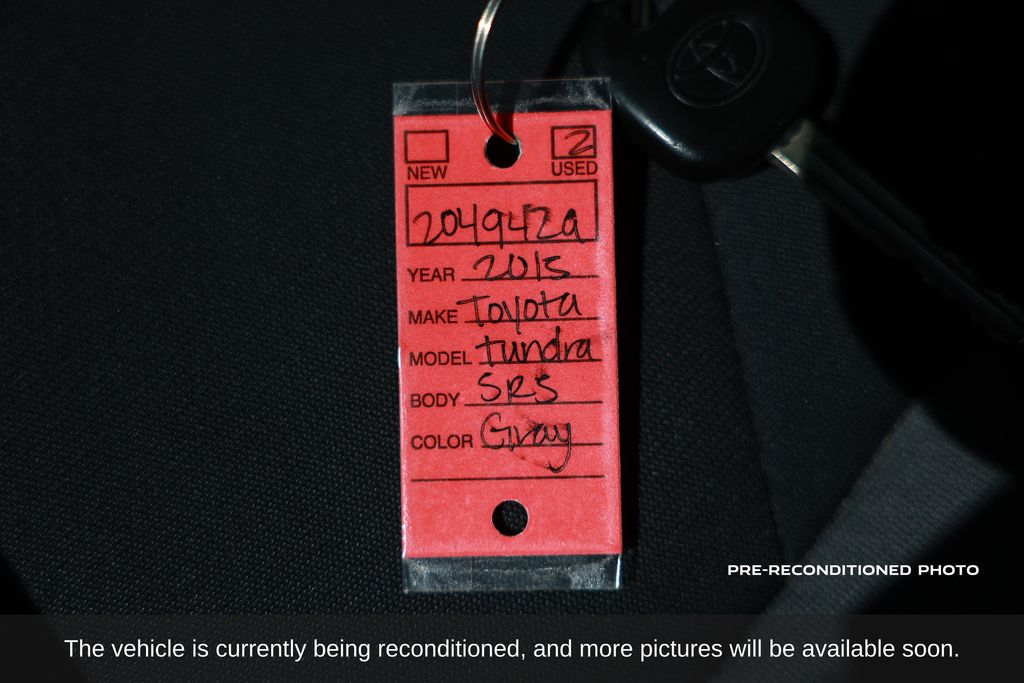 NEW
2
USED
204942a
YEAR 2015
MAKE Toyota
MODEL tundra
BODY SR5
COLOR Gray
PRE-RECONDITIONED PHOTO
The vehicle is currently being reconditioned, and more pictures will be available soon.